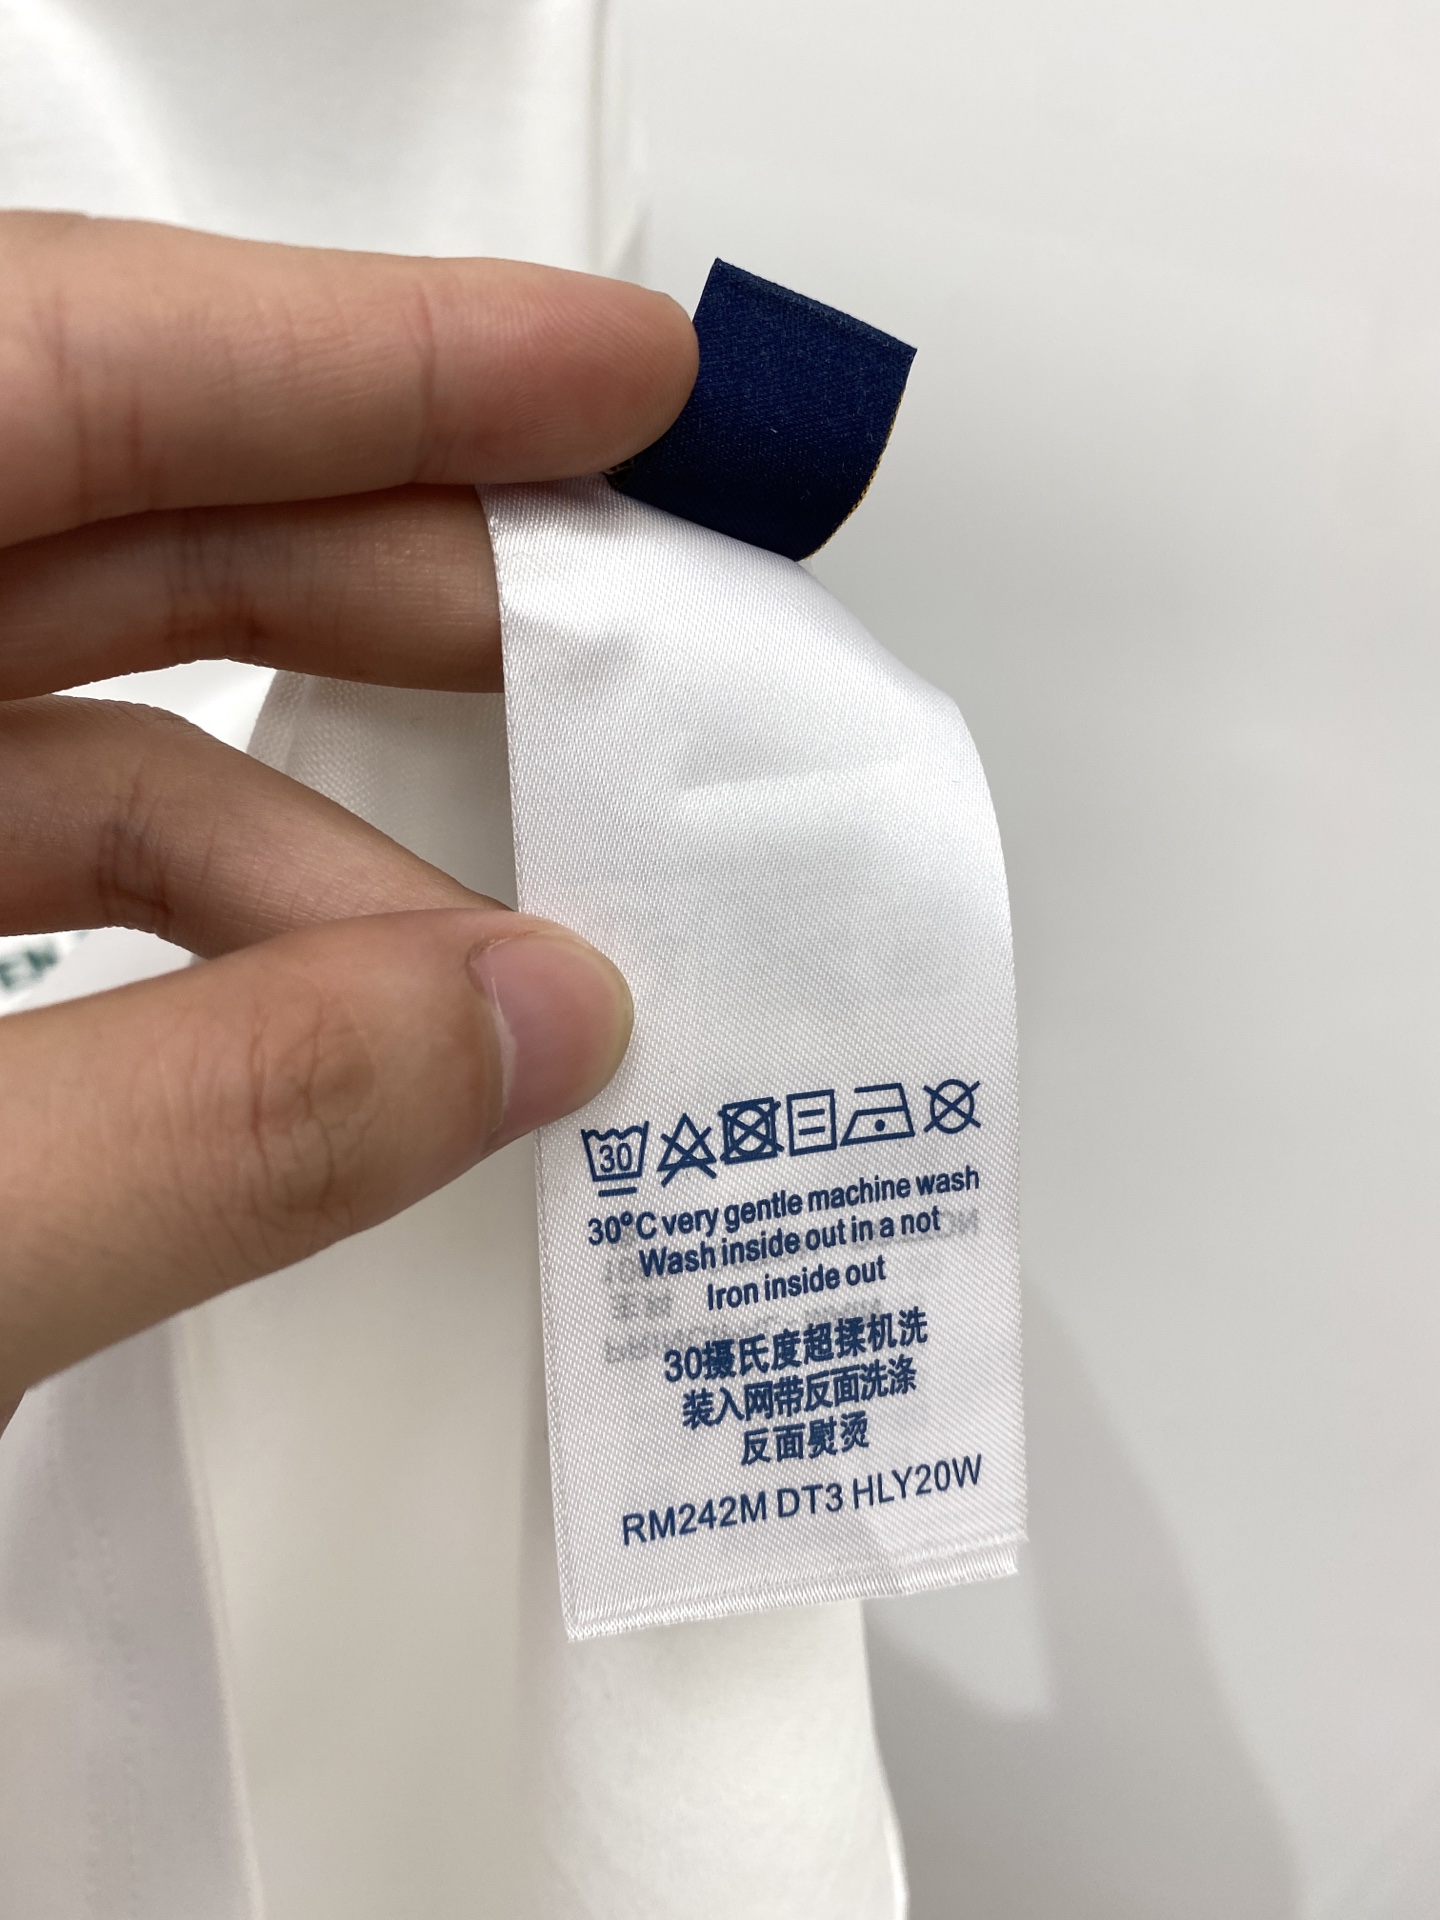 EN
30
30°C very gentle machine wash
Wash inside out in a not
Iron inside out
30摄氏度超揉机洗
装入网带反面洗涤
反面熨烫
RM242M DT3 HLY20W